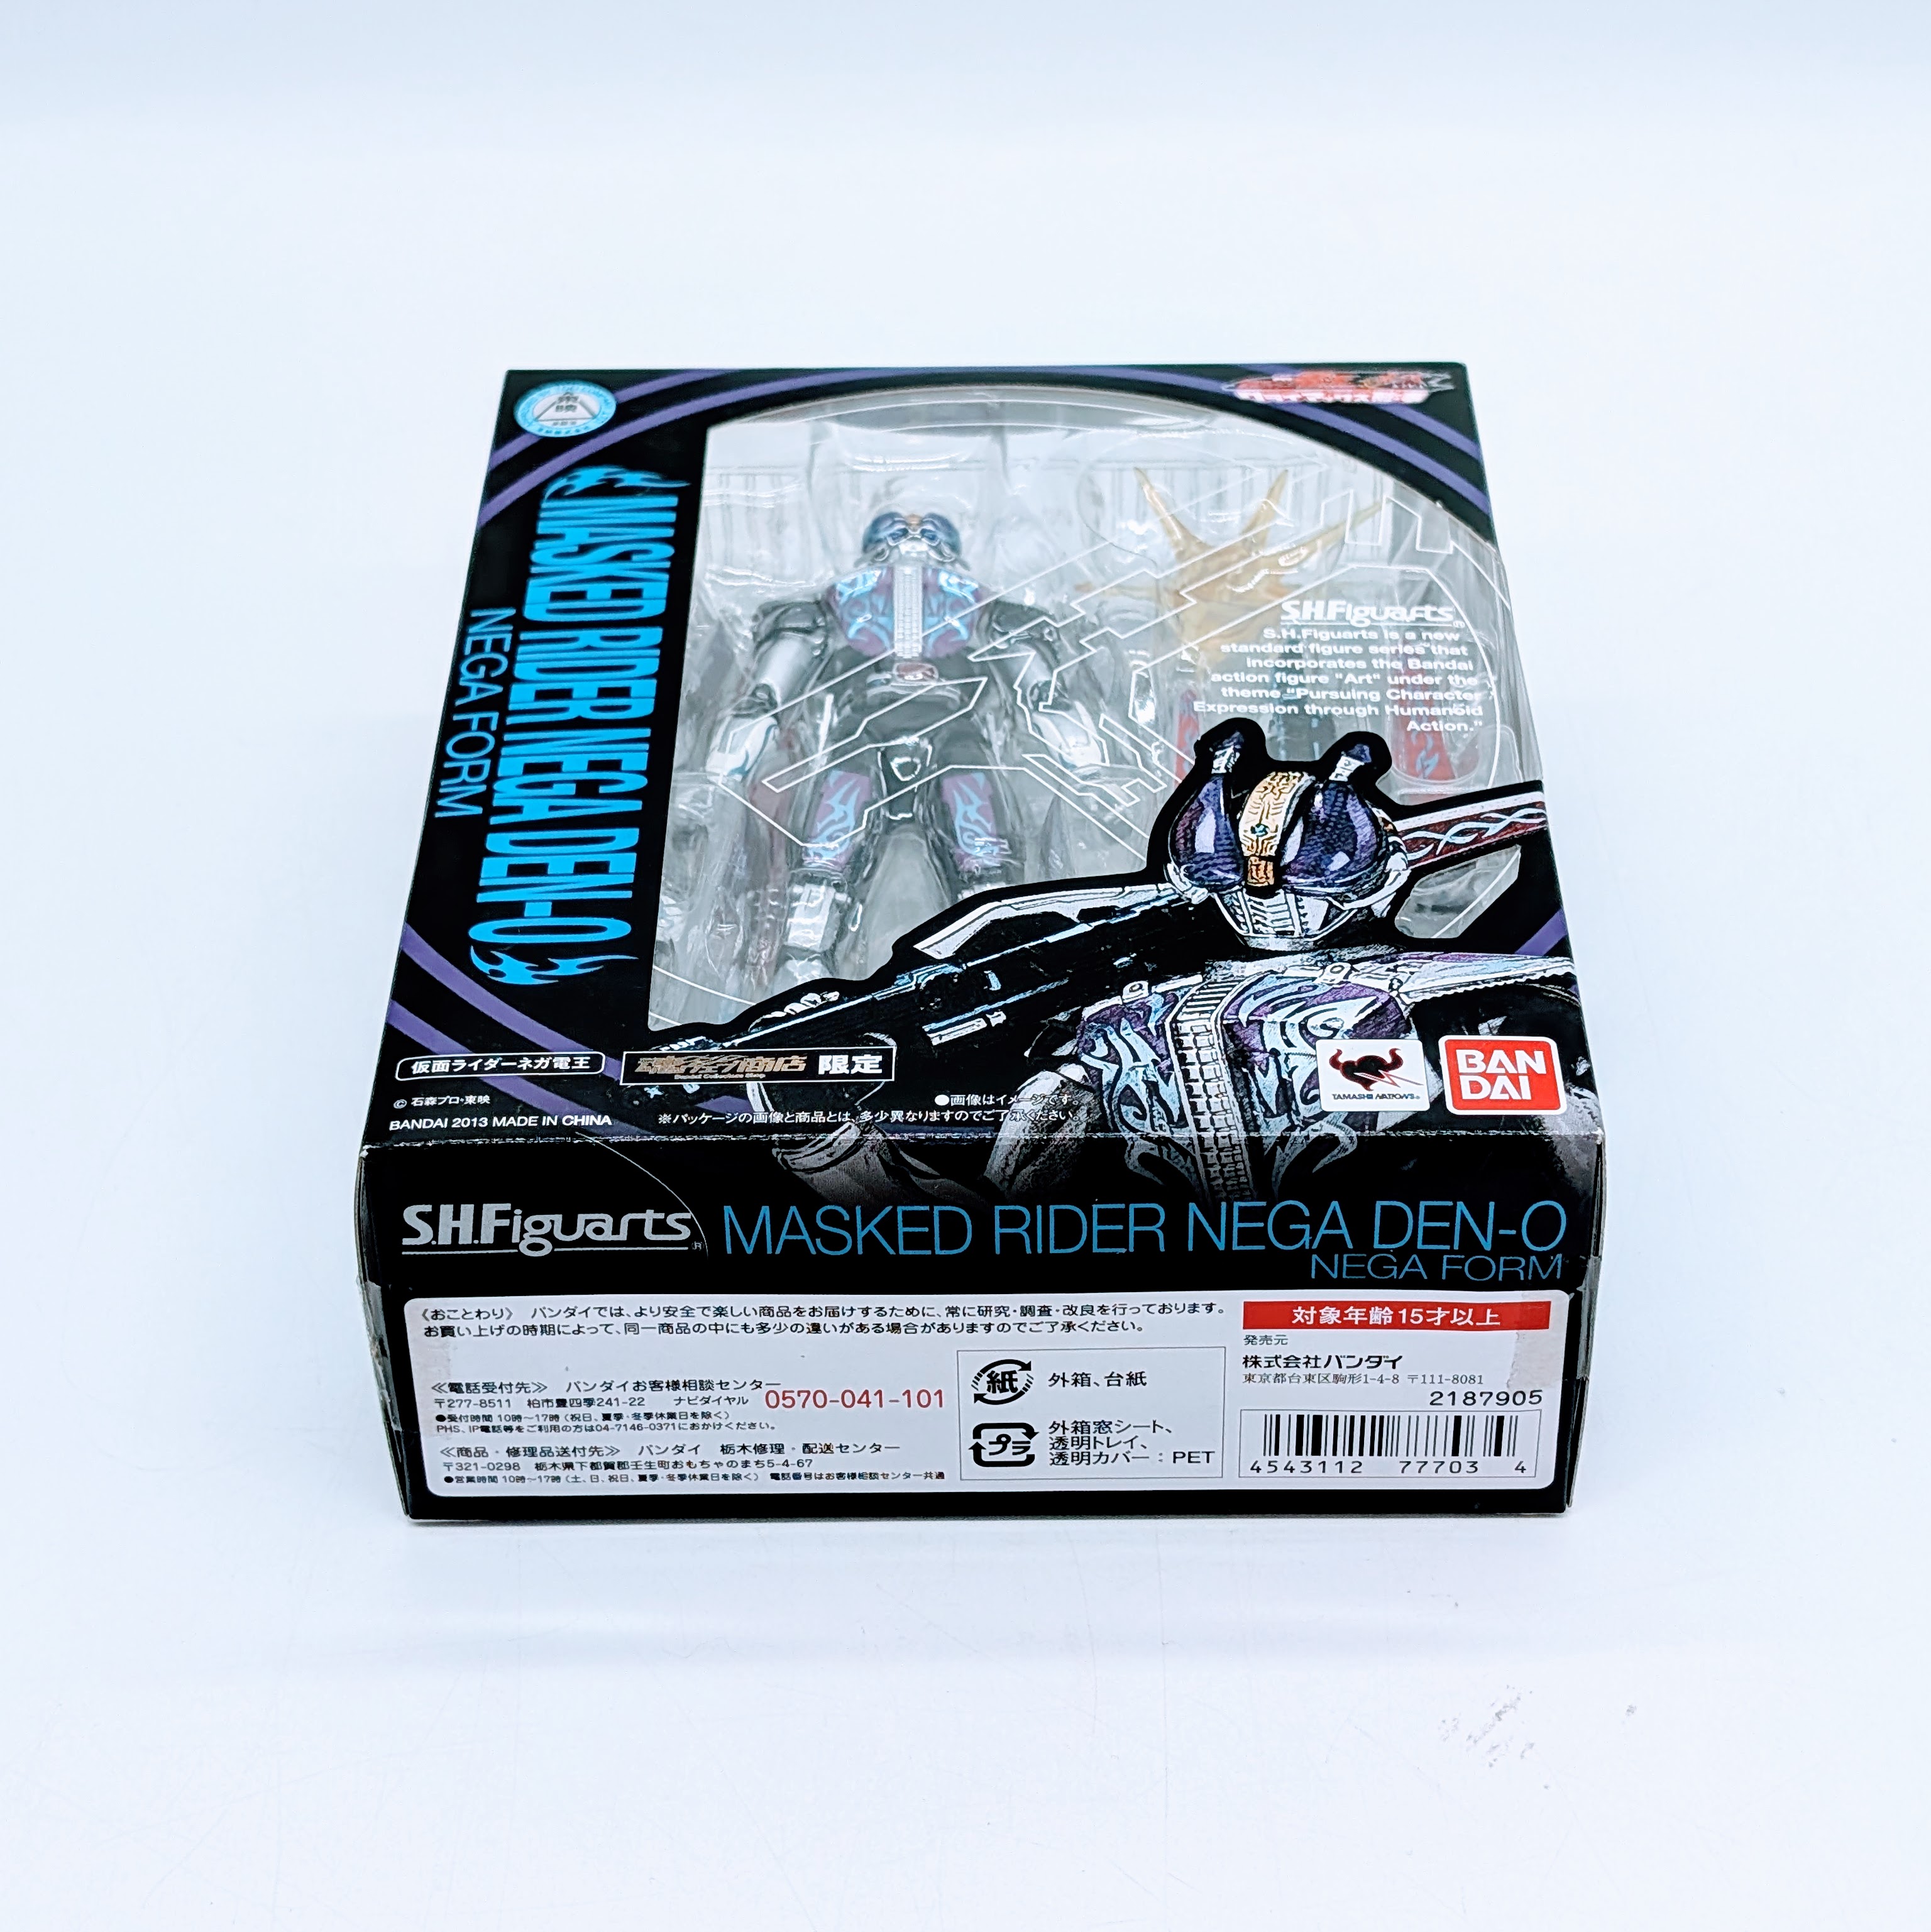 MASKED RIDER NEGA DEN-O
NEGA FORM
S.H.Figuarts
S.H.Figuarts is a new
standard figure series that
incorporates the Bandai
action figure "Art" under the
theme "Pursuing Character
Expression through Humanoid
Action."
仮面ライダーネガ電王
魂ウェブ商店 限定
© 石森プロ・東映
BANDAI 2013 MADE IN CHINA
●画像はイメージです。
※パッケージの画像と商品とは、多少異なりますのでご了承ください。
TAMASHII NATIONS
BAN
DAI
S.H.Figuarts MASKED RIDER NEGA DEN-O
NEGA FORM
《おことわり》 バンダイでは、より安全で楽しい商品をお届けするために、常に研究・調査・改良を行っております。
お買い上げの時期によって、同一商品の中にも多少の違いがある場合がありますのでご了承ください。
≪電話受付先≫ バンダイお客様相談センター
〒277-8511 柏市豊四季241-22 ナビダイヤル 0570-041-101
●受付時間 10時~17時 (祝日、夏季・冬季休業日を除く)
PHS、IP電話等をご利用の方は04-7146-0371におかけください。
≪商品・修理品送付先≫ バンダイ 栃木修理・配送センター
〒321-0298 栃木県下都賀郡壬生町おもちゃのまち5-4-67
●営業時間 10時~17時 (土、日、祝日、夏季・冬季休業日を除く) 電話番号はお客様相談センター共通
紙 外箱、台紙
プラ 外箱窓シート、
透明トレイ、
透明カバー：PET
対象年齢15才以上
発売元
株式会社バンダイ
東京都台東区駒形1-4-8 〒111-8081
2187905
4543112 77703 4